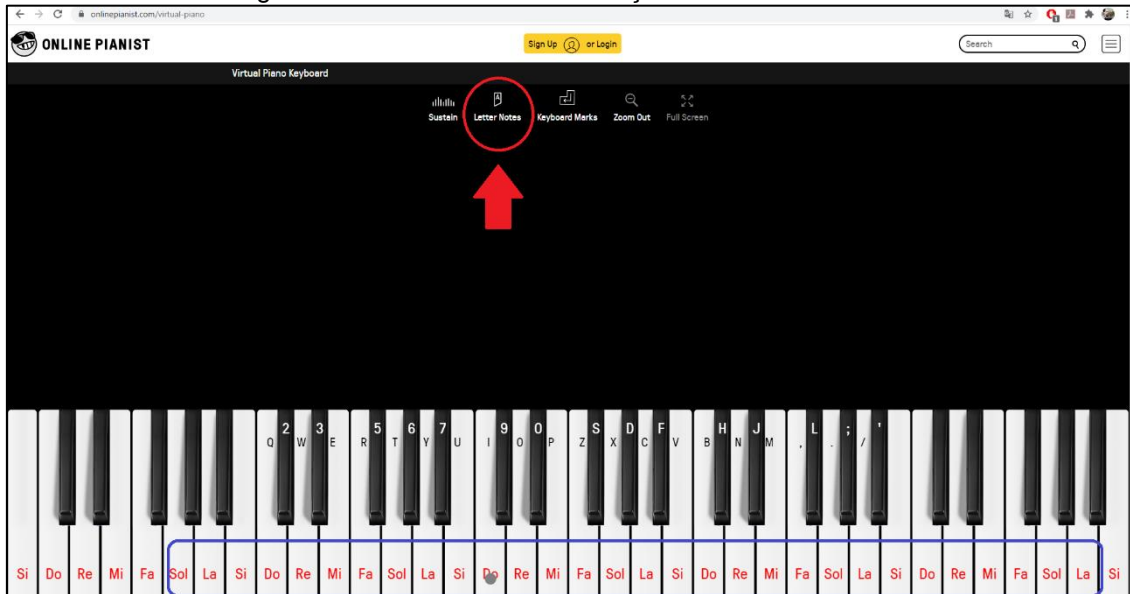 onlinepianist.com/virtual-piano
ONLINE PIANIST
Sign Up or Login
Search
Virtual Piano Keyboard
Sustain Letter Notes Keyboard Marks Zoom Out Full Screen
2 3 5 6 7 9 0 S D F H J L ; '
Q W E R T Y U I O P Z X C V B N M , . /
Si Do Re Mi Fa Sol La Si Do Re Mi Fa Sol La Si Do Re Mi Fa Sol La Si Do Re Mi Fa Sol La Si Do Re Mi Fa Sol La Si